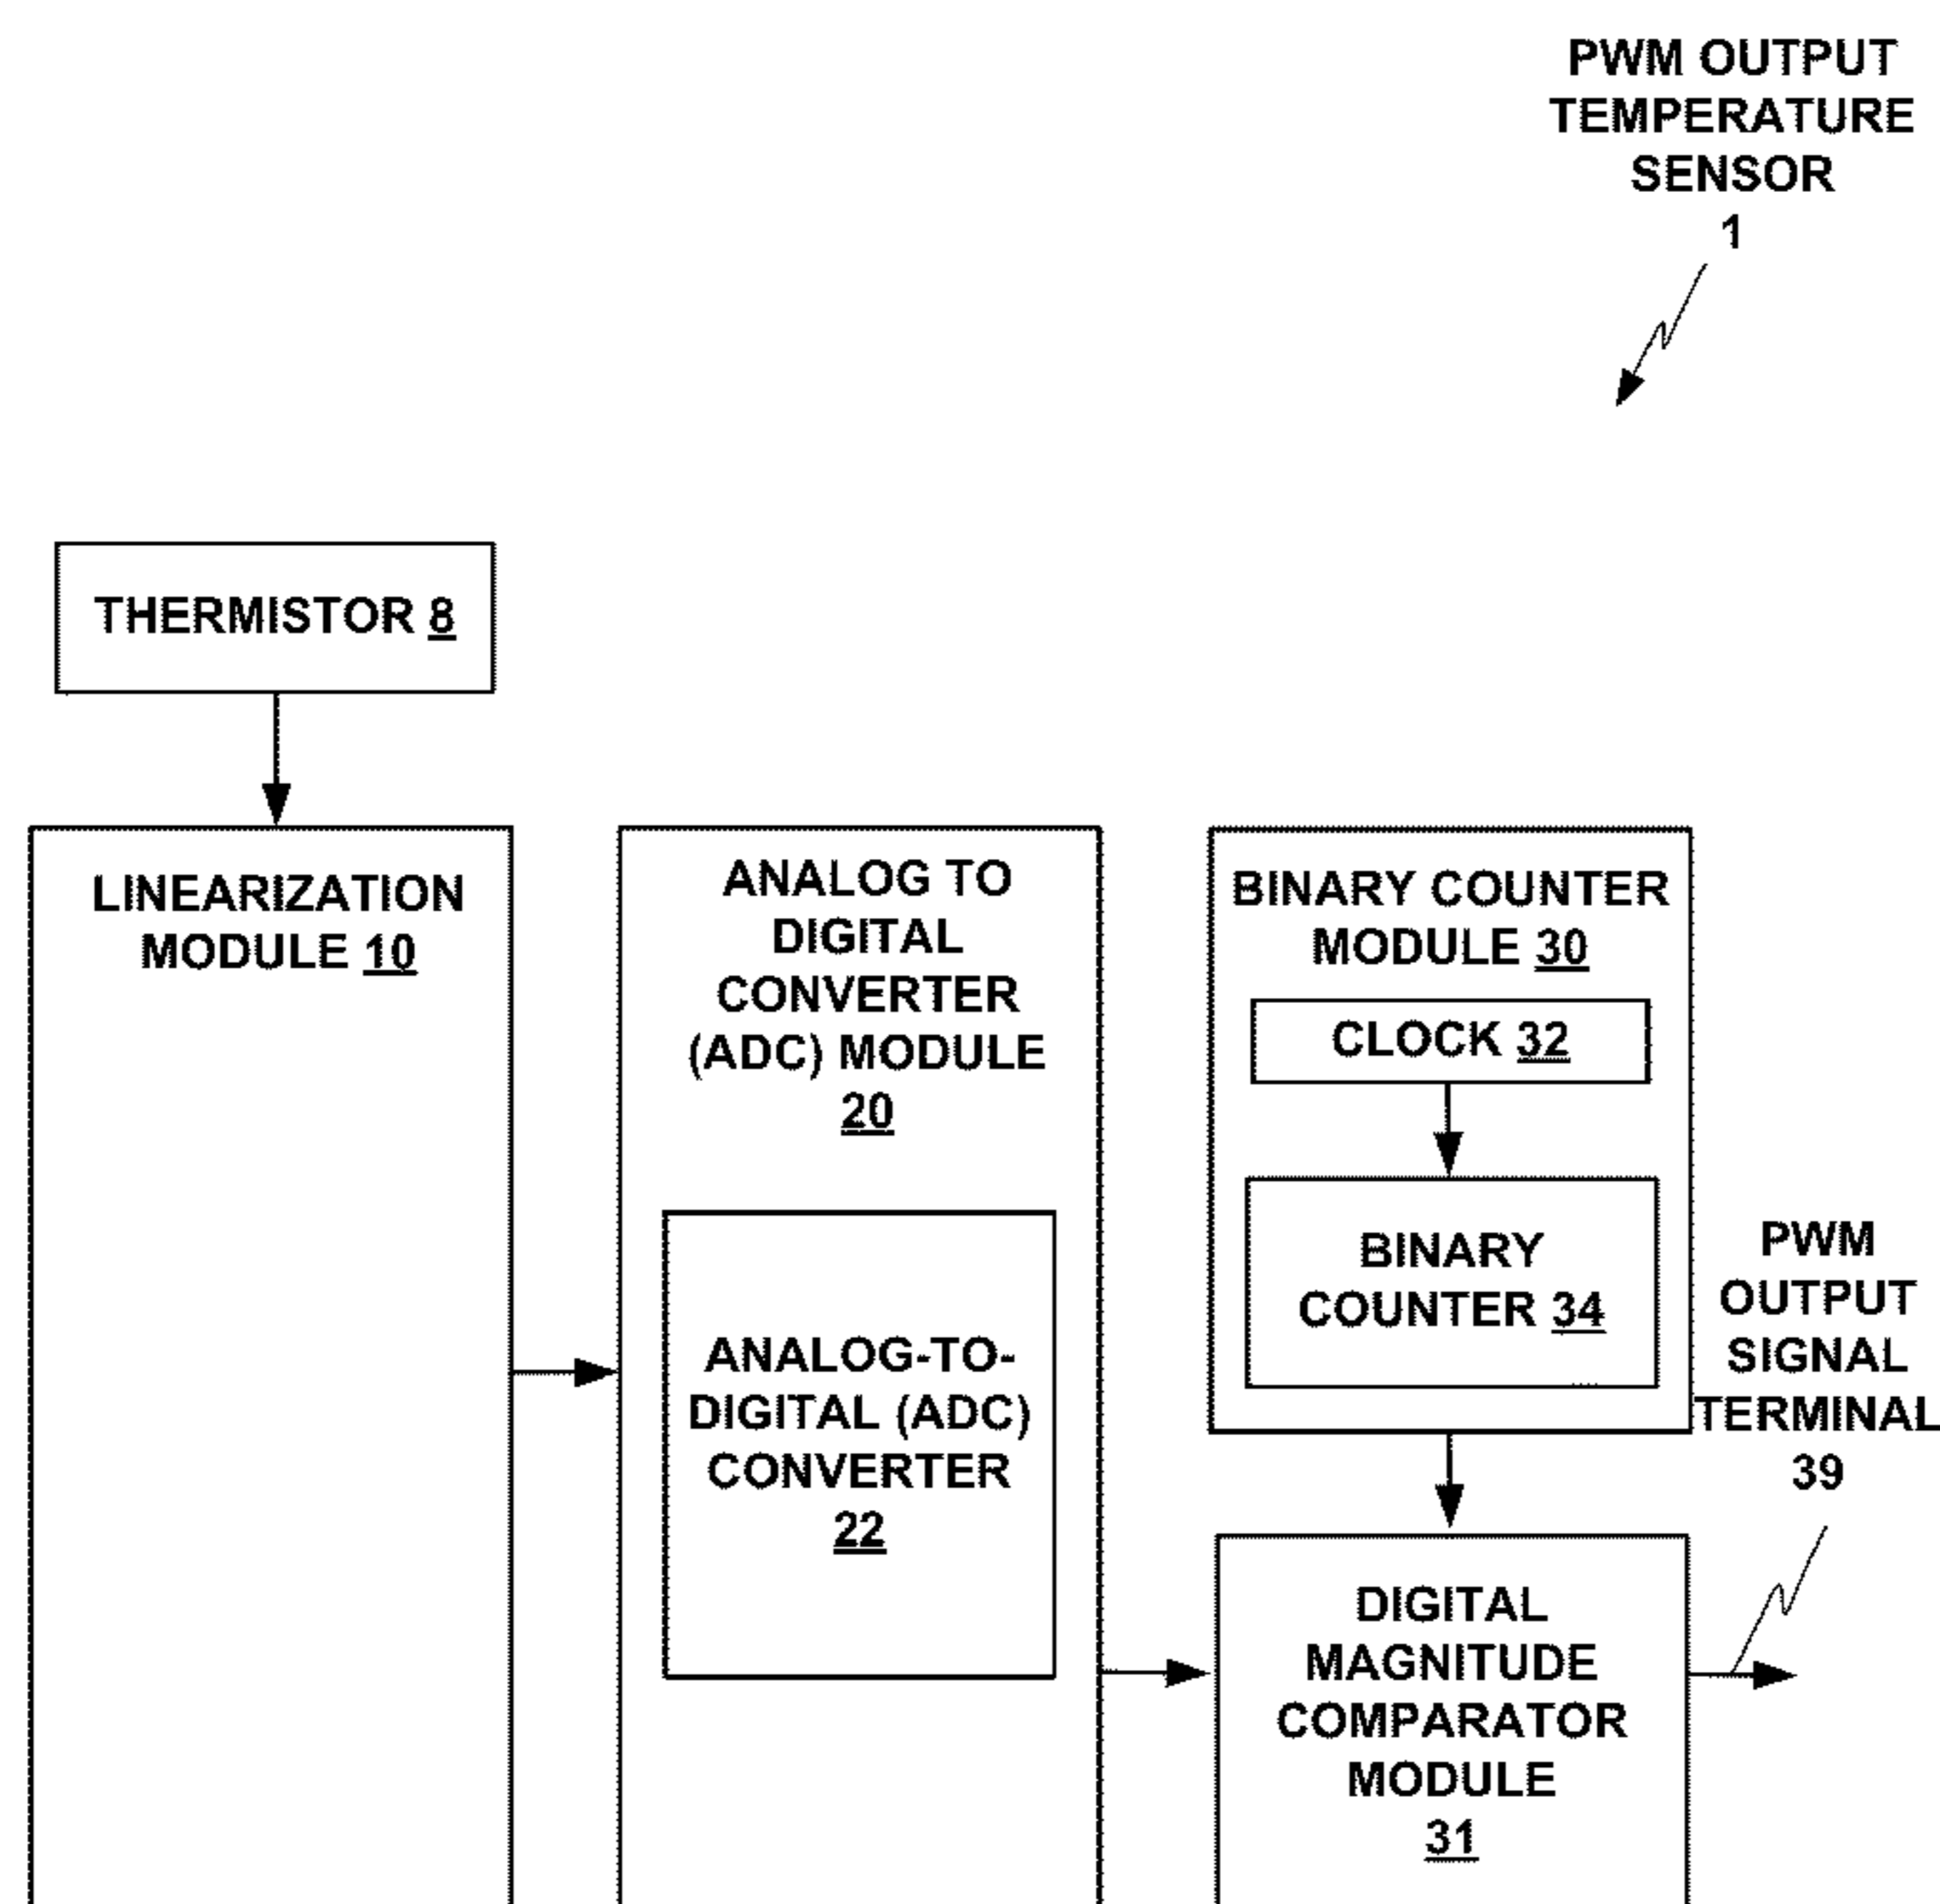 PWM OUTPUT
TEMPERATURE
SENSOR
1
THERMISTOR 8
LINEARIZATION
MODULE 10
ANALOG TO
DIGITAL
CONVERTER
(ADC) MODULE
20
ANALOG-TO-
DIGITAL (ADC)
CONVERTER
22
BINARY COUNTER
MODULE 30
CLOCK 32
BINARY
COUNTER 34
PWM
OUTPUT
SIGNAL
TERMINAL
39
DIGITAL
MAGNITUDE
COMPARATOR
MODULE
31